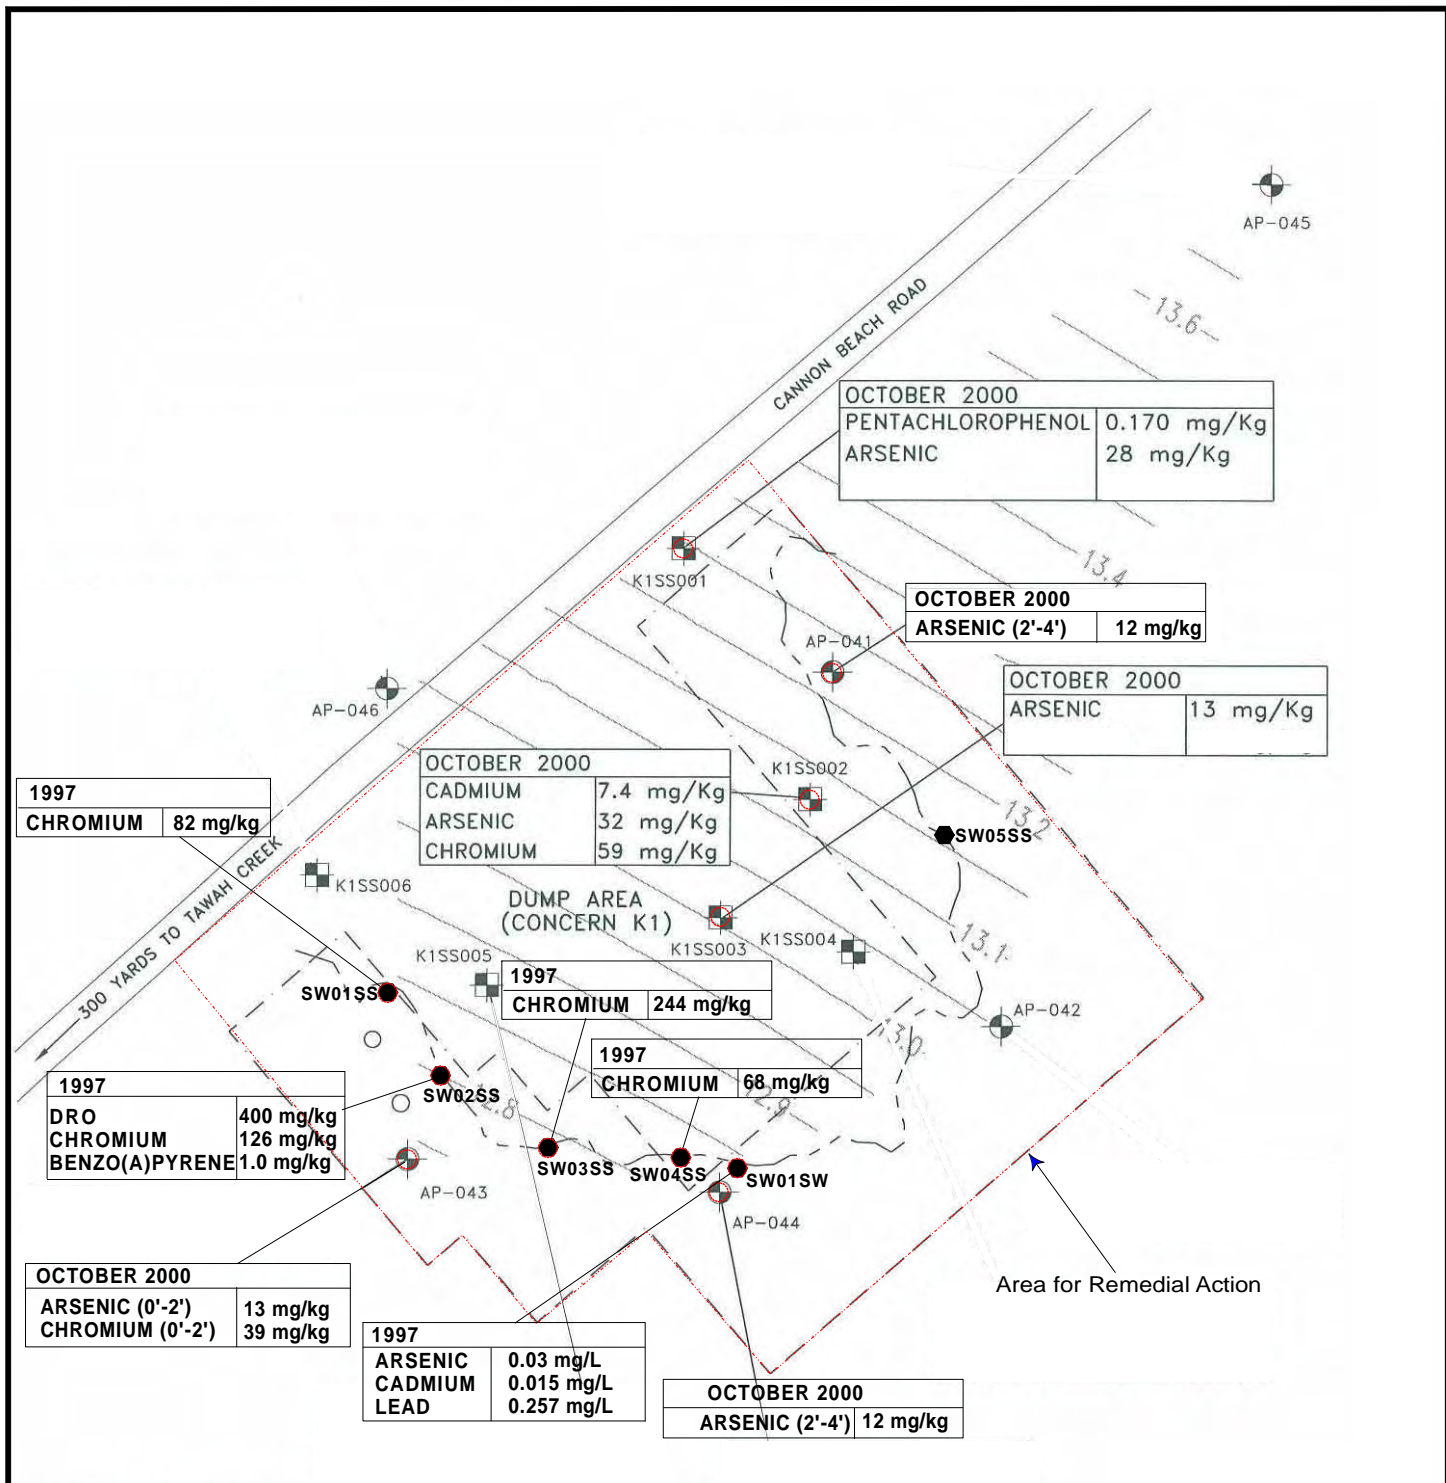 AP-045
13.6
CANNON BEACH ROAD
OCTOBER 2000
PENTACHLOROPHENOL 0.170 mg/Kg
ARSENIC 28 mg/Kg
K1SS001
13.4
OCTOBER 2000
ARSENIC (2'-4') 12 mg/kg
AP-041
OCTOBER 2000
ARSENIC 13 mg/Kg
AP-046
K1SS002
OCTOBER 2000
CADMIUM 7.4 mg/Kg
ARSENIC 32 mg/Kg
CHROMIUM 59 mg/Kg
1997
CHROMIUM 82 mg/kg
13.2
SW05SS
300 YARDS TO TAWAH CREEK
K1SS006
DUMP AREA
(CONCERN K1)
K1SS003
K1SS004
13.1
K1SS005
1997
CHROMIUM 244 mg/kg
SW01SS
AP-042
13.0
1997
CHROMIUM 68 mg/kg
1997
DRO 400 mg/kg
CHROMIUM 126 mg/kg
BENZO(A)PYRENE 1.0 mg/kg
SW02SS
12.8
12.9
SW03SS
SW04SS
SW01SW
AP-043
AP-044
OCTOBER 2000
ARSENIC (0'-2') 13 mg/kg
CHROMIUM (0'-2') 39 mg/kg
Area for Remedial Action
1997
ARSENIC 0.03 mg/L
CADMIUM 0.015 mg/L
LEAD 0.257 mg/L
OCTOBER 2000
ARSENIC (2'-4') 12 mg/kg